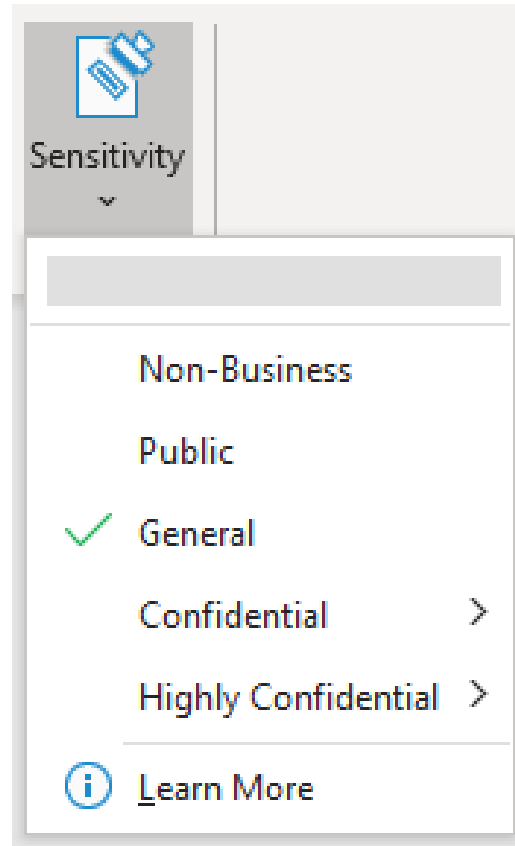 Sensitivity
Non-Business
Public
General
Confidential
Highly Confidential
Learn More